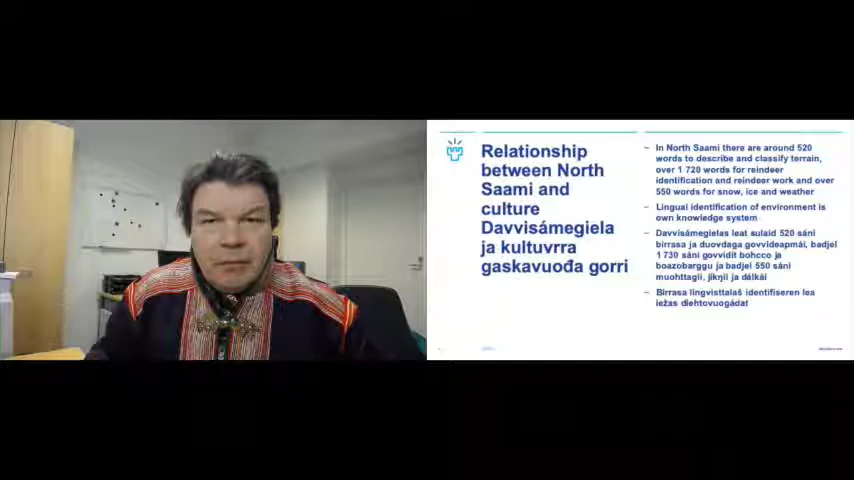 Relationship
between North
Saami and
culture
Davvisámegiela
ja kultuvrra
gaskavuođa gorri
– In North Saami there are around 520
words to describe and classify terrain,
over 1 720 words for reindeer
identification and reindeer work and over
550 words for snow, ice and weather
– Lingual identification of environment is
own knowledge system
– Davvisámegielas leat sulaid 520 sáni
birrasa ja duovdaga govvideapmái, badjel
1 730 sáni govvidit bohcco ja
boazobarggu ja badjel 550 sáni
muohttagii, jikŋii ja dálkái
– Birrasa lingvisttalaš identifiseren lea
iežas diehtovuogádat